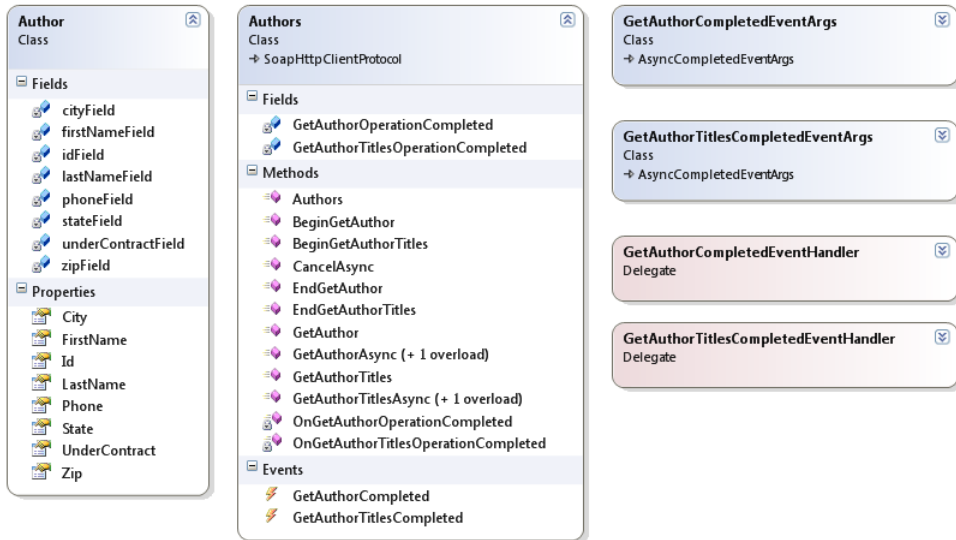 Author
Class
Fields
cityField
firstNameField
idField
lastNameField
phoneField
stateField
underContractField
zipField
Properties
City
FirstName
Id
LastName
Phone
State
UnderContract
Zip
Authors
Class
SoapHttpClientProtocol
Fields
GetAuthorOperationCompleted
GetAuthorTitlesOperationCompleted
Methods
Authors
BeginGetAuthor
BeginGetAuthorTitles
CancelAsync
EndGetAuthor
EndGetAuthorTitles
GetAuthor
GetAuthorAsync (+ 1 overload)
GetAuthorTitles
GetAuthorTitlesAsync (+ 1 overload)
OnGetAuthorOperationCompleted
OnGetAuthorTitlesOperationCompleted
Events
GetAuthorCompleted
GetAuthorTitlesCompleted
GetAuthorCompletedEventArgs
Class
AsyncCompletedEventArgs
GetAuthorTitlesCompletedEventArgs
Class
AsyncCompletedEventArgs
GetAuthorCompletedEventHandler
Delegate
GetAuthorTitlesCompletedEventHandler
Delegate